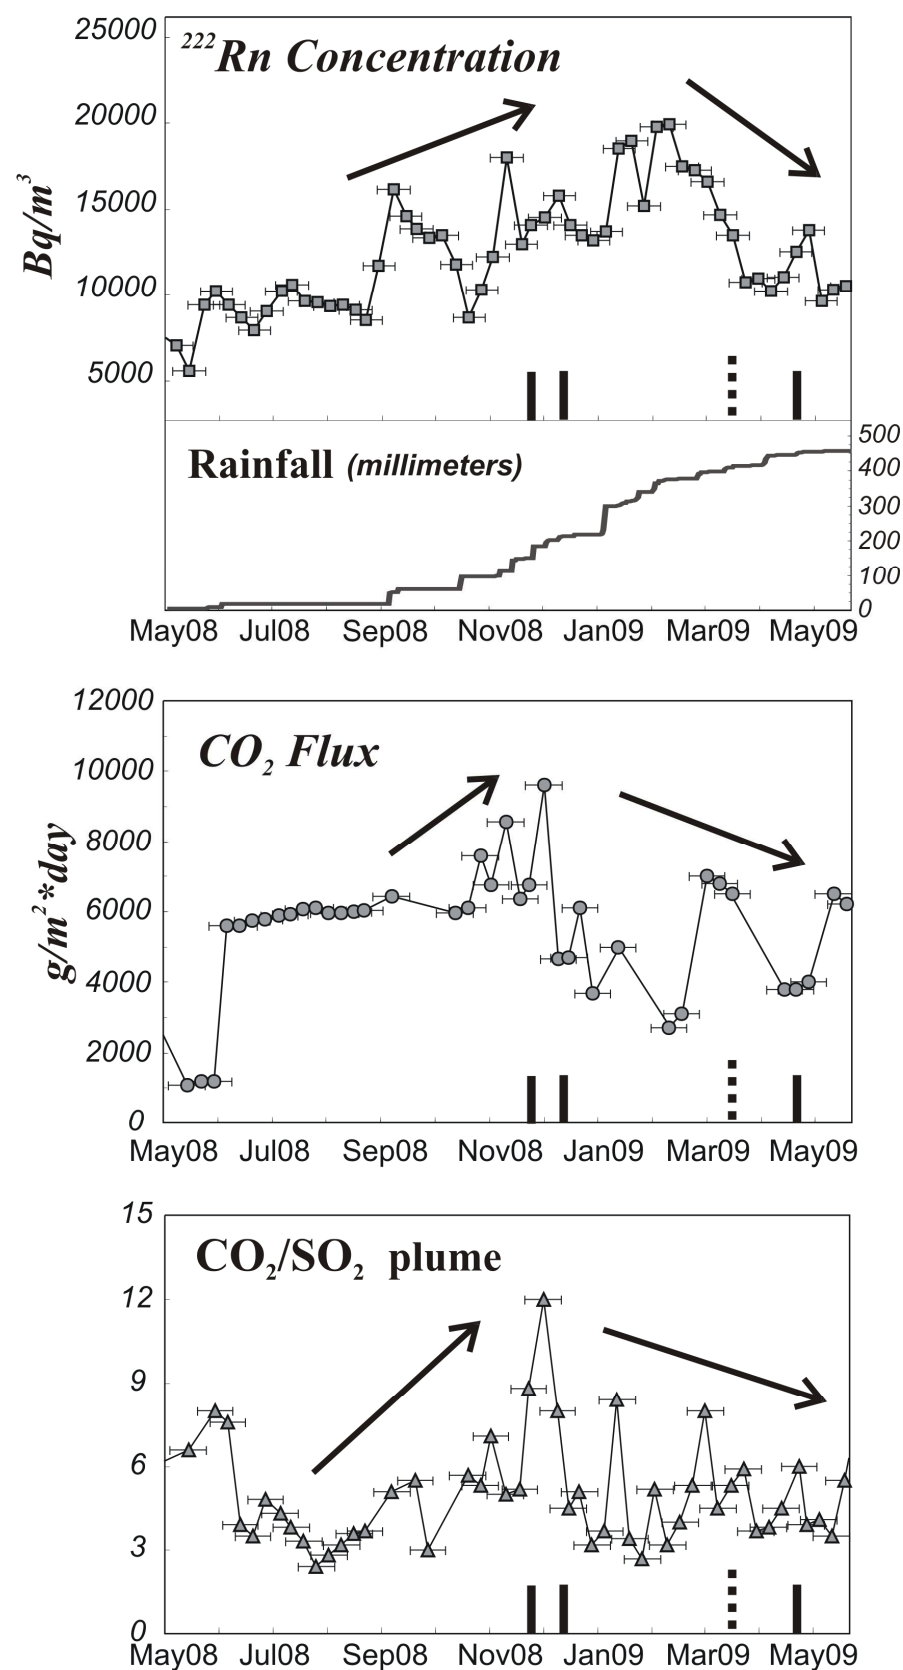 25000
²²²Rn Concentration
20000
15000
Bq/m³
10000
5000
Rainfall (millimeters)
500
400
300
200
100
0
May08 Jul08 Sep08 Nov08 Jan09 Mar09 May09
12000
CO₂ Flux
10000
8000
g/m²*day
6000
4000
2000
0
May08 Jul08 Sep08 Nov08 Jan09 Mar09 May09
15
CO₂/SO₂ plume
12
9
6
3
0
May08 Jul08 Sep08 Nov08 Jan09 Mar09 May09